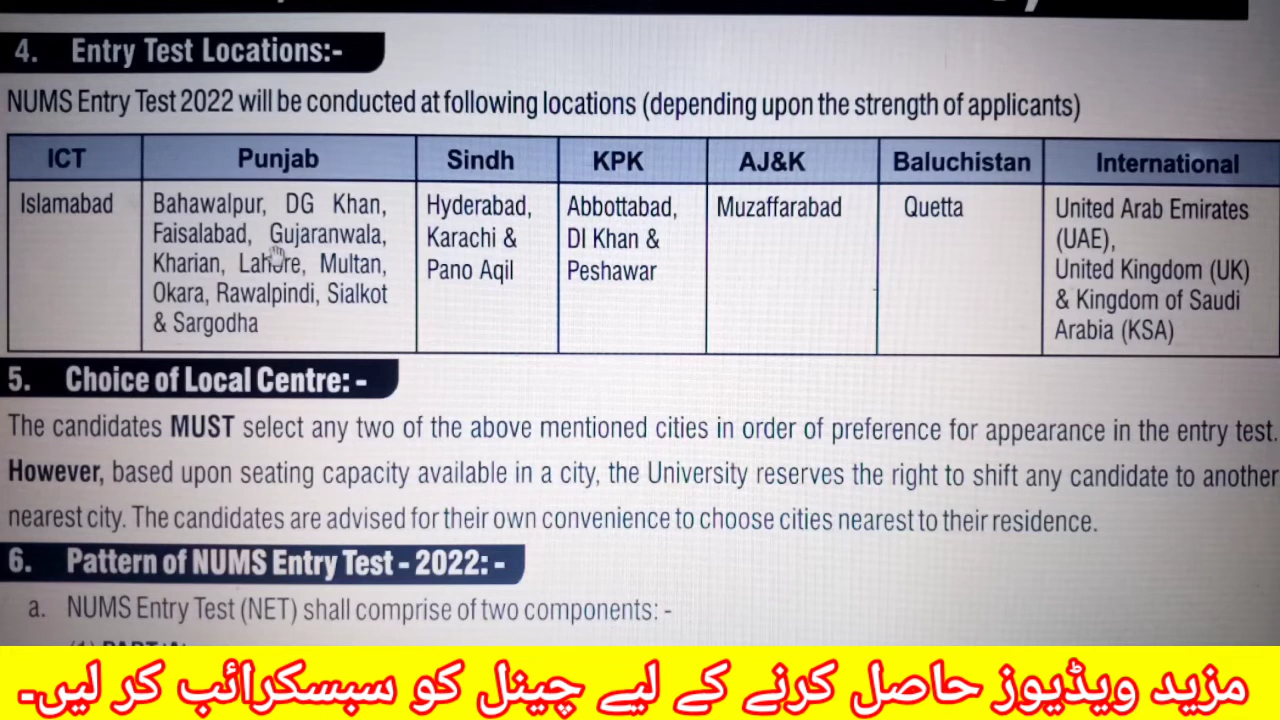 4. Entry Test Locations:-
NUMS Entry Test 2022 will be conducted at following locations (depending upon the strength of applicants)
ICT Punjab Sindh KPK AJ&K Baluchistan International
Islamabad
Bahawalpur, DG Khan,
Faisalabad, Gujaranwala,
Kharian, Lahore, Multan,
Okara, Rawalpindi, Sialkot
& Sargodha
Hyderabad,
Karachi &
Pano Aqil
Abbottabad,
DI Khan &
Peshawar
Muzaffarabad
Quetta
United Arab Emirates
(UAE),
United Kingdom (UK)
& Kingdom of Saudi
Arabia (KSA)
5. Choice of Local Centre: -
The candidates MUST select any two of the above mentioned cities in order of preference for appearance in the entry test.
However, based upon seating capacity available in a city, the University reserves the right to shift any candidate to another
nearest city. The candidates are advised for their own convenience to choose cities nearest to their residence.
6. Pattern of NUMS Entry Test - 2022: -
a. NUMS Entry Test (NET) shall comprise of two components: -
مزید ویڈیوز حاصل کرنے کے لیے چینل کو سبسکرائب کر لیں۔